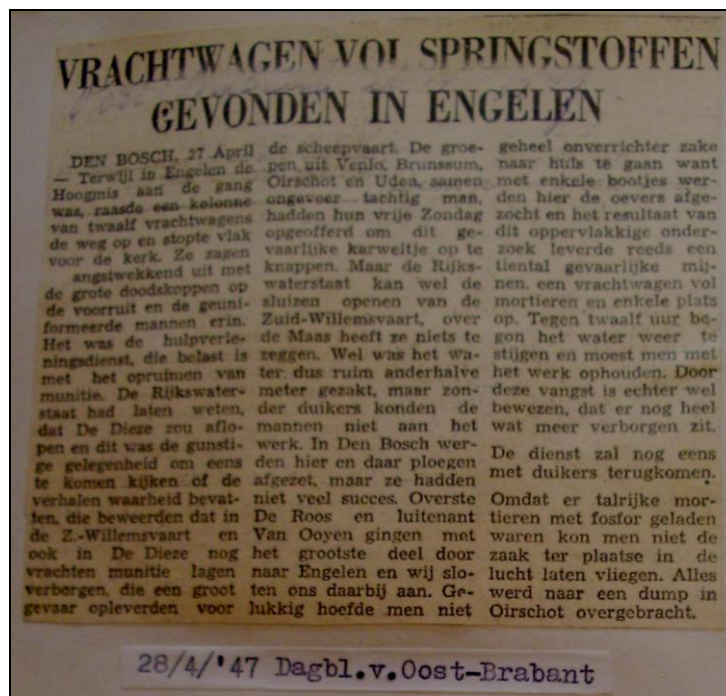 VRACHTWAGEN VOL SPRINGSTOFFEN
GEVONDEN IN ENGELEN
DEN BOSCH, 27 April
— Terwijl in Engelen de
Hoogmis aan de gang
was, raasde een kolonne
van twaalf vrachtwagens
de weg op en stopte vlak
voor de kerk. Ze zagen
angstwekkend uit met
de grote doodskoppen op
de voorruit en de geuni-
formeerde mannen erin.
Het was de hulpverle-
ningsdienst, die belast is
met het opruimen van
munitie. De Rijkswater-
staat had laten weten,
dat De Dieze zou aflo-
pen en dit was de gunsti-
ge gelegenheid om eens
te komen kijken of de
verhalen waarheid bevat-
ten, die beweerden dat in
de Z.-Willemsvaart en
ook in De Dieze nog
vrachten munitie lagen
verborgen, die een groot
gevaar opleverden voor
de scheepvaart. De groe-
pen uit Venlo, Brunssum,
Oirschot en Uden, samen
ongeveer tachtig man,
hadden hun vrije Zondag
opgeofferd om dit ge-
vaarlijke karweitje op te
knappen. Maar de Rijks-
waterstaat kan wel de
sluizen openen van de
Zuid-Willemsvaart, over
de Maas heeft ze niets te
zeggen. Wel was het wa-
ter dus ruim anderhalve
meter gezakt, maar zon-
der duikers konden de
mannen niet aan het
werk. In Den Bosch wer-
den hier en daar ploegen
afgezet, maar ze hadden
niet veel succes. Overste
De Roos en luitenant
Van Ooyen gingen met
het grootste deel door
naar Engelen en wij slo-
ten ons daarbij aan. Ge-
lukkig hoefde men niet
geheel onverrichter zake
naar huis te gaan want
met enkele bootjes wer-
den hier de oevers afge-
zocht en het resultaat van
dit oppervlakkige onder-
zoek leverde reeds een
tiental gevaarlijke mij-
nen, een vrachtwagen vol
mortieren en enkele plats
op. Tegen twaalf uur be-
gon het water weer te
stijgen en moest men met
het werk ophouden. Door
deze vangst is echter wel
bewezen, dat er nog heel
wat meer verborgen zit.
De dienst zal nog eens
met duikers terugkomen.
Omdat er talrijke mor-
tieren met fosfor geladen
waren kon men niet de
zaak ter plaatse in de
lucht laten vliegen. Alles
werd naar een dump in
Oirschot overgebracht.
28/4/'47 Dagbl.v.Oost-Brabant